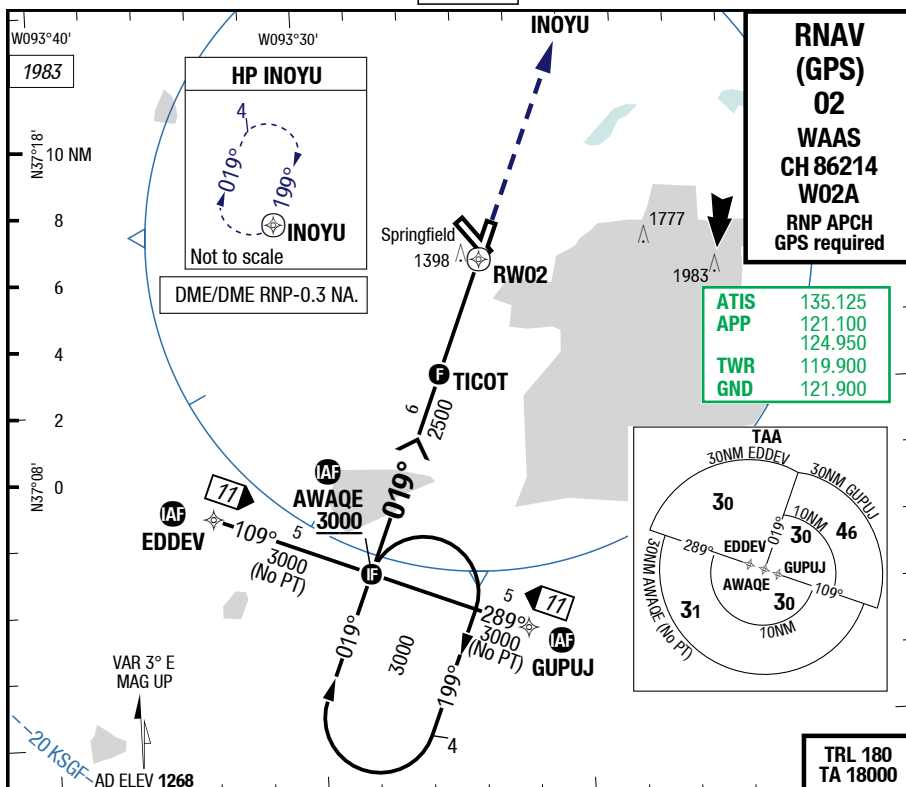 W093°40'
W093°30'
INOYU
1983
RNAV
(GPS)
02
WAAS
CH 86214
W02A
RNP APCH
GPS required
HP INOYU
4
019°
199°
INOYU
Not to scale
DME/DME RNP-0.3 NA.
N37°18'
10 NM
8
6
4
2
0
N37°08'
Springfield
1398
RW02
1777
1983
ATIS 135.125
APP 121.100
124.950
TWR 119.900
GND 121.900
F TICOT
6
2500
019°
IAF
AWAQE
3000
IAF
EDDEV
11
109°
5
3000
(No PT)
IF
5
11
289°
3000
(No PT)
IAF
GUPUJ
019°
3000
199°
4
TAA
30NM EDDEV
30NM GUPUJ
30
10NM
30
46
019°
289°
EDDEV
GUPUJ
AWAQE
109°
31
30
10NM
30NM AWAQE (No PT)
VAR 3° E
MAG UP
20 KSGF
AD ELEV 1268
TRL 180
TA 18000